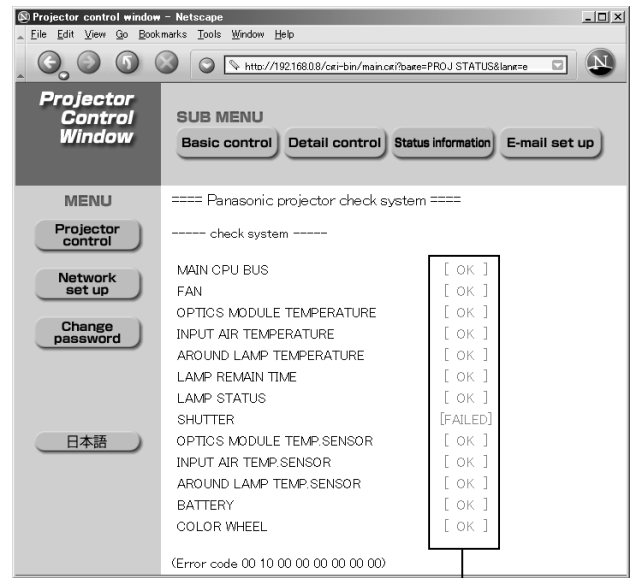 Projector control window - Netscape
File Edit View Go Bookmarks Tools Window Help
http://192.168.0.8/cgi-bin/main.cgi?page=PROJ STATUS&lang=e
N
Projector
Control
Window
SUB MENU
Basic control Detail control Status information E-mail set up
MENU
Projector
control
Network
set up
Change
password
日本語
==== Panasonic projector check system ====
----- check system -----
MAIN CPU BUS [ OK ]
FAN [ OK ]
OPTICS MODULE TEMPERATURE [ OK ]
INPUT AIR TEMPERATURE [ OK ]
AROUND LAMP TEMPERATURE [ OK ]
LAMP REMAIN TIME [ OK ]
LAMP STATUS [ OK ]
SHUTTER [FAILED]
OPTICS MODULE TEMP.SENSOR [ OK ]
INPUT AIR TEMP.SENSOR [ OK ]
AROUND LAMP TEMP.SENSOR [ OK ]
BATTERY [ OK ]
COLOR WHEEL [ OK ]
(Error code 00 10 00 00 00 00 00 00)